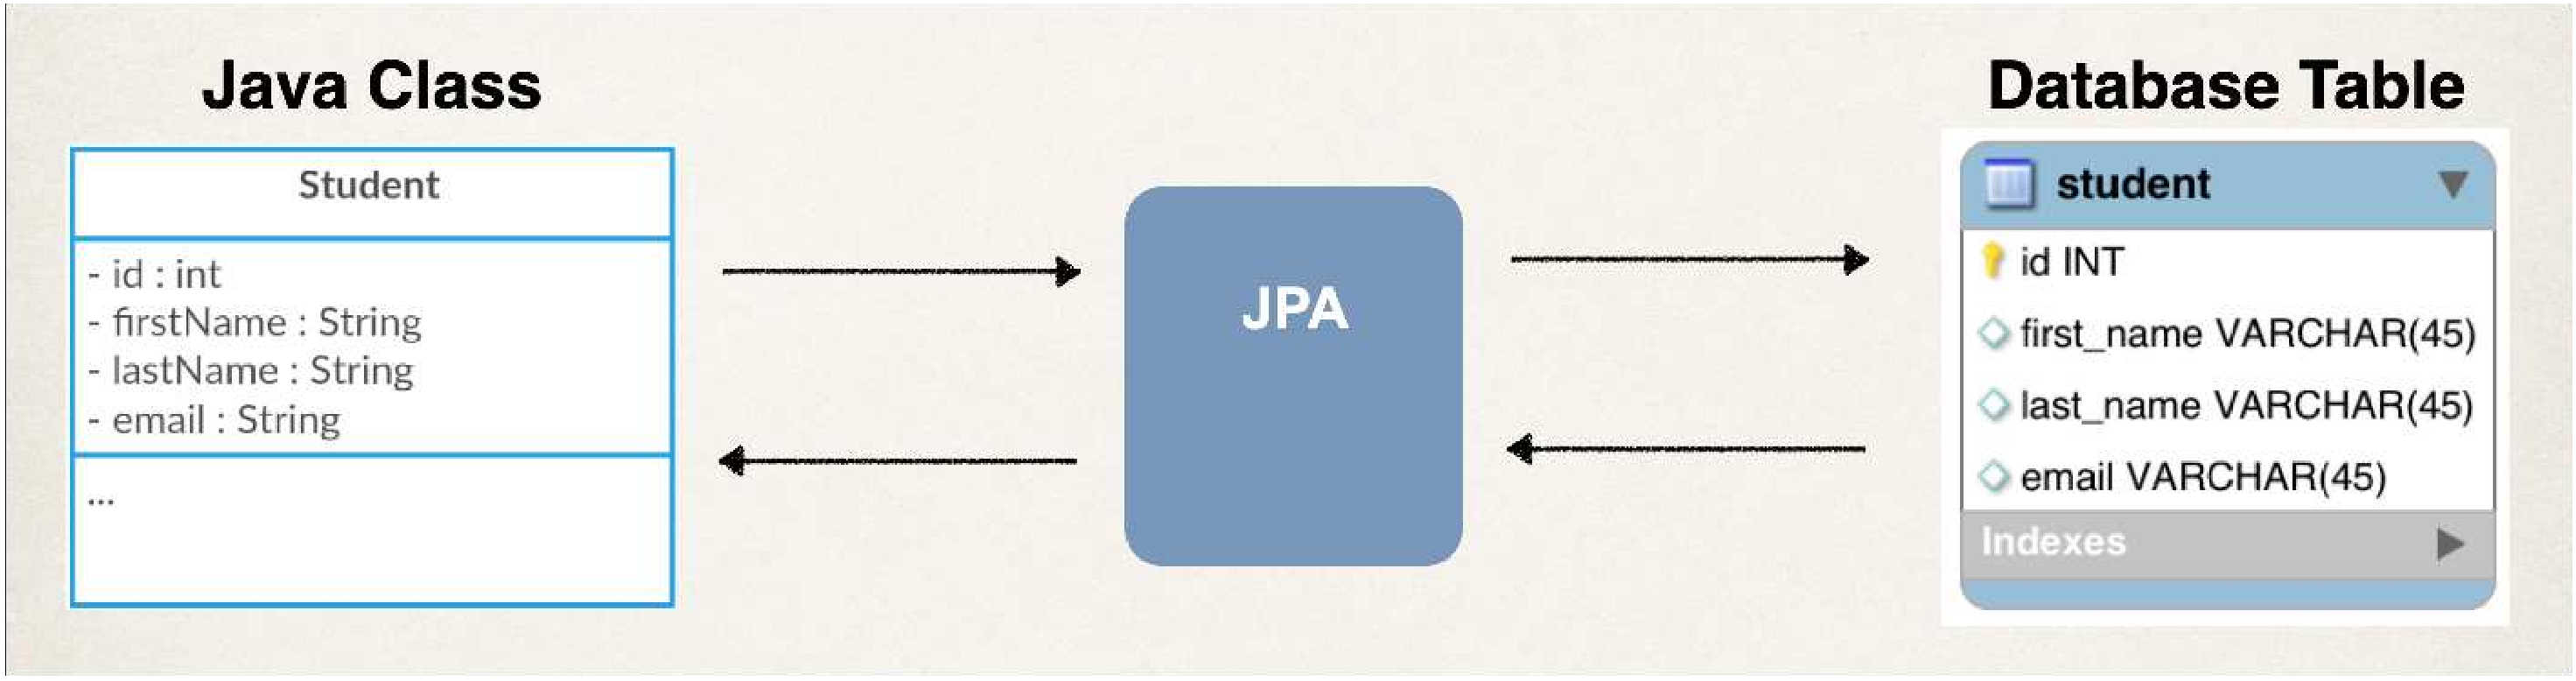 Java Class
Student
- id : int
- firstName : String
- lastName : String
- email : String
...
JPA
Database Table
student
id INT
first_name VARCHAR(45)
last_name VARCHAR(45)
email VARCHAR(45)
Indexes